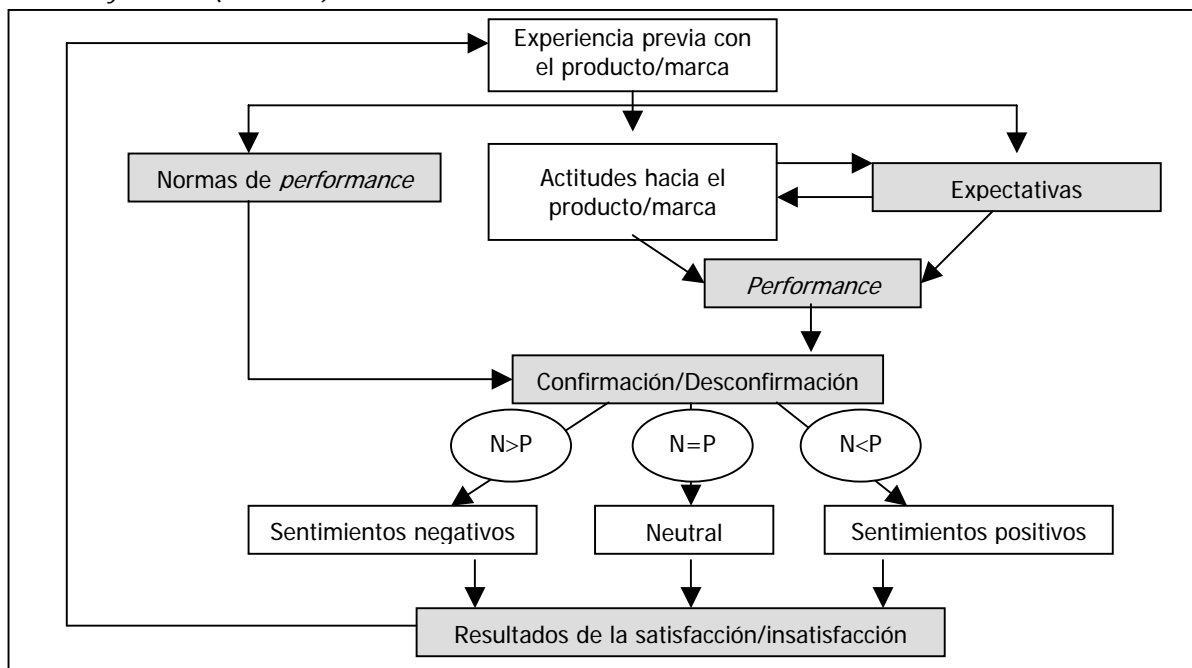 Experiencia previa con
el producto/marca
Normas de performance
Actitudes hacia el
producto/marca
Expectativas
Performance
Confirmación/Desconfirmación
N>P
N=P
N<P
Sentimientos negativos
Neutral
Sentimientos positivos
Resultados de la satisfacción/insatisfacción